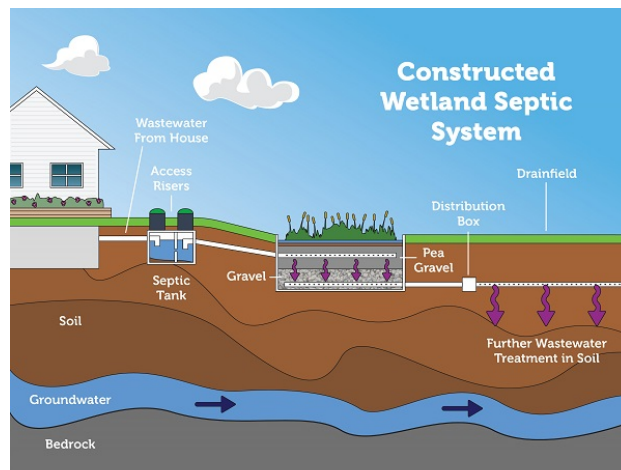 Constructed
Wetland Septic
System
Wastewater
From House
Access
Risers
Drainfield
Distribution
Box
Pea
Gravel
Gravel
Septic
Tank
Soil
Further Wastewater
Treatment in Soil
Groundwater
Bedrock